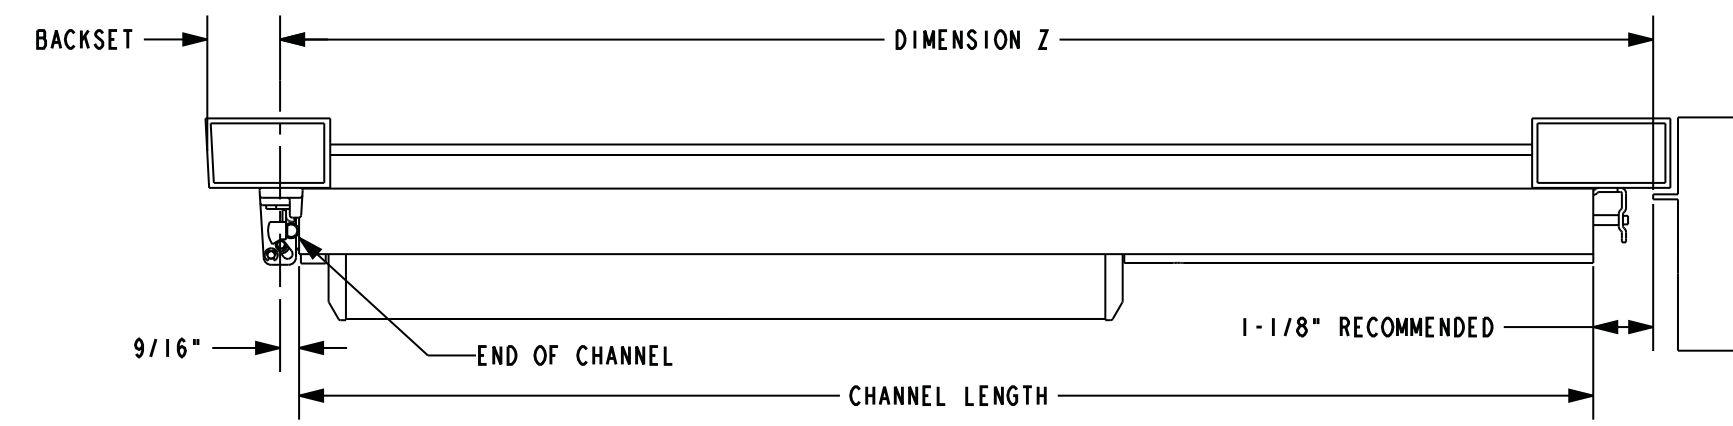 BACKSET
DIMENSION Z
1-1/8" RECOMMENDED
9/16"
END OF CHANNEL
CHANNEL LENGTH